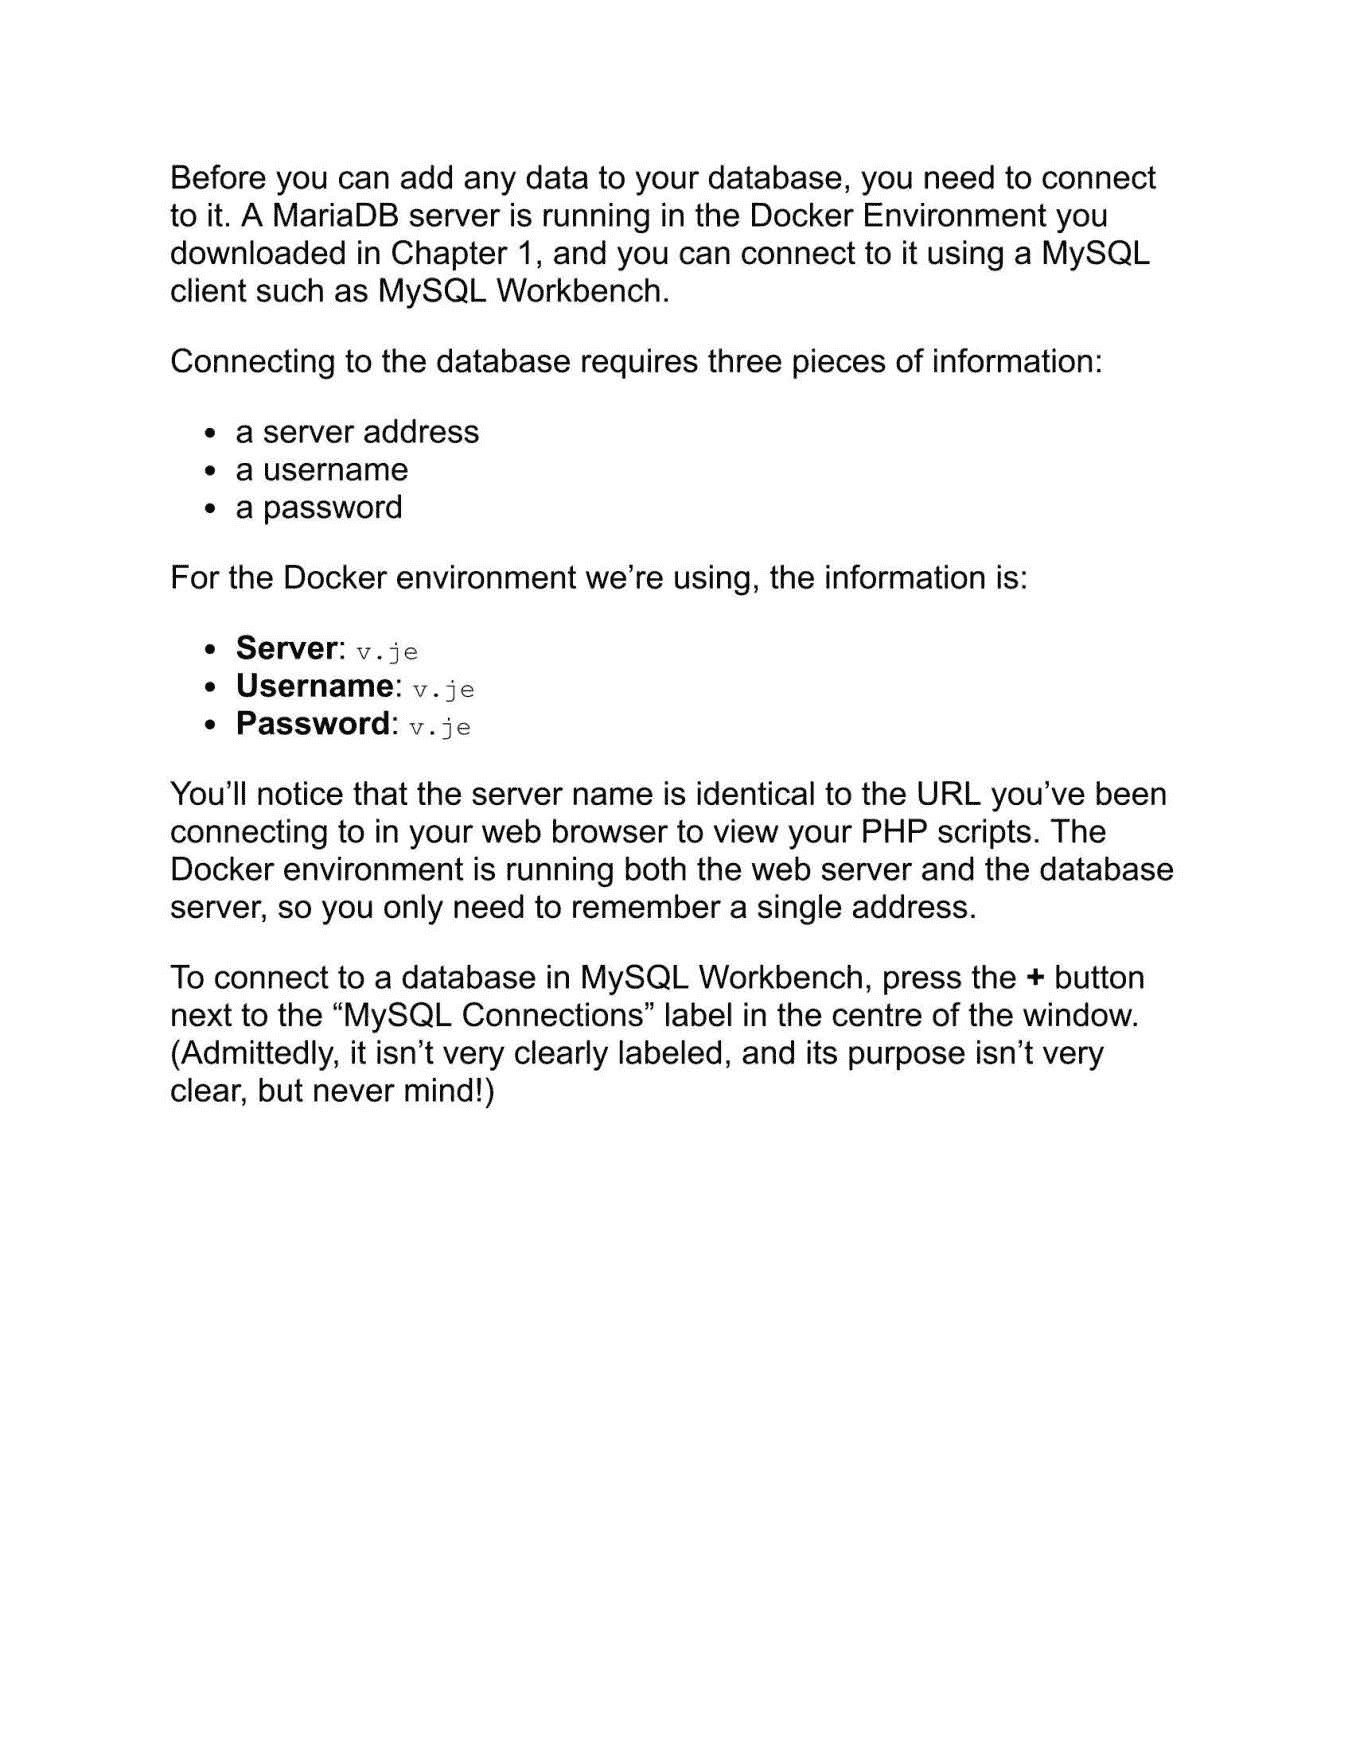 Before you can add any data to your database, you need to connect
to it. A MariaDB server is running in the Docker Environment you
downloaded in Chapter 1, and you can connect to it using a MySQL
client such as MySQL Workbench.
Connecting to the database requires three pieces of information:
• a server address
• a username
• a password
For the Docker environment we’re using, the information is:
• Server: v.je
• Username: v.je
• Password: v.je
You’ll notice that the server name is identical to the URL you’ve been
connecting to in your web browser to view your PHP scripts. The
Docker environment is running both the web server and the database
server, so you only need to remember a single address.
To connect to a database in MySQL Workbench, press the + button
next to the “MySQL Connections” label in the centre of the window.
(Admittedly, it isn’t very clearly labeled, and its purpose isn’t very
clear, but never mind!)